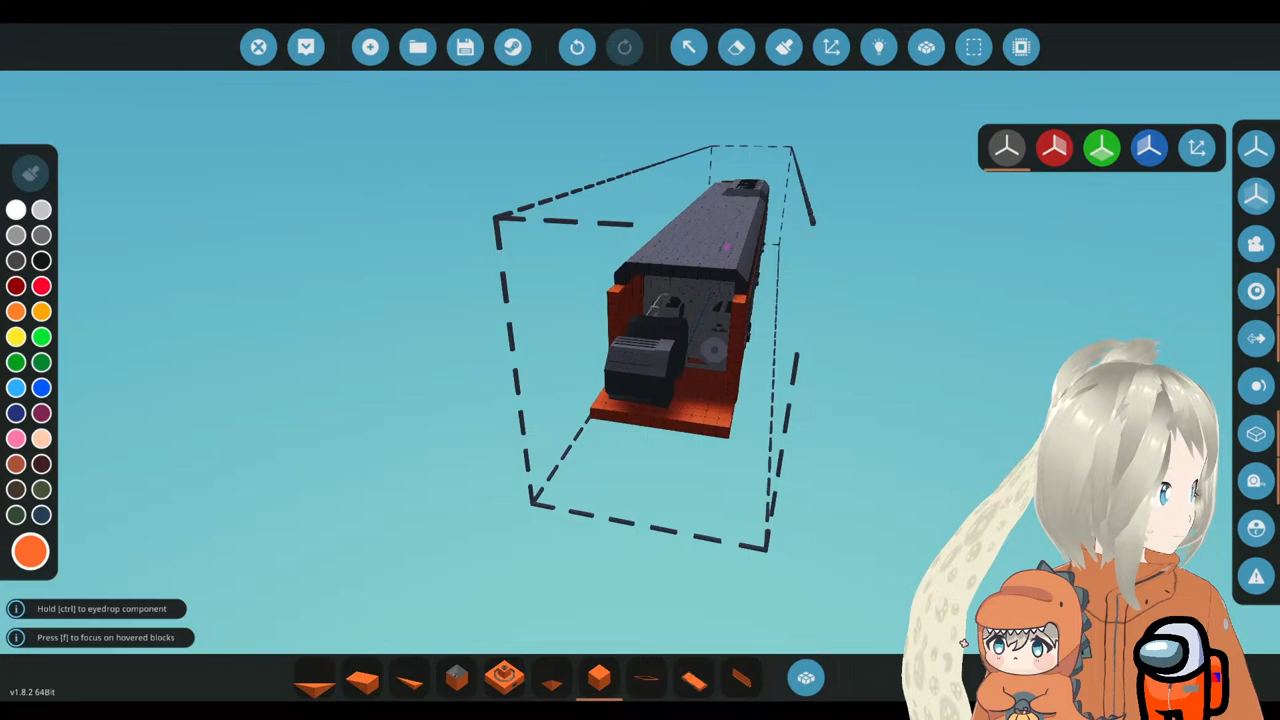 Hold [ctrl] to eyedrop component
Press [f] to focus on hovered blocks
v1.8.2 64Bit